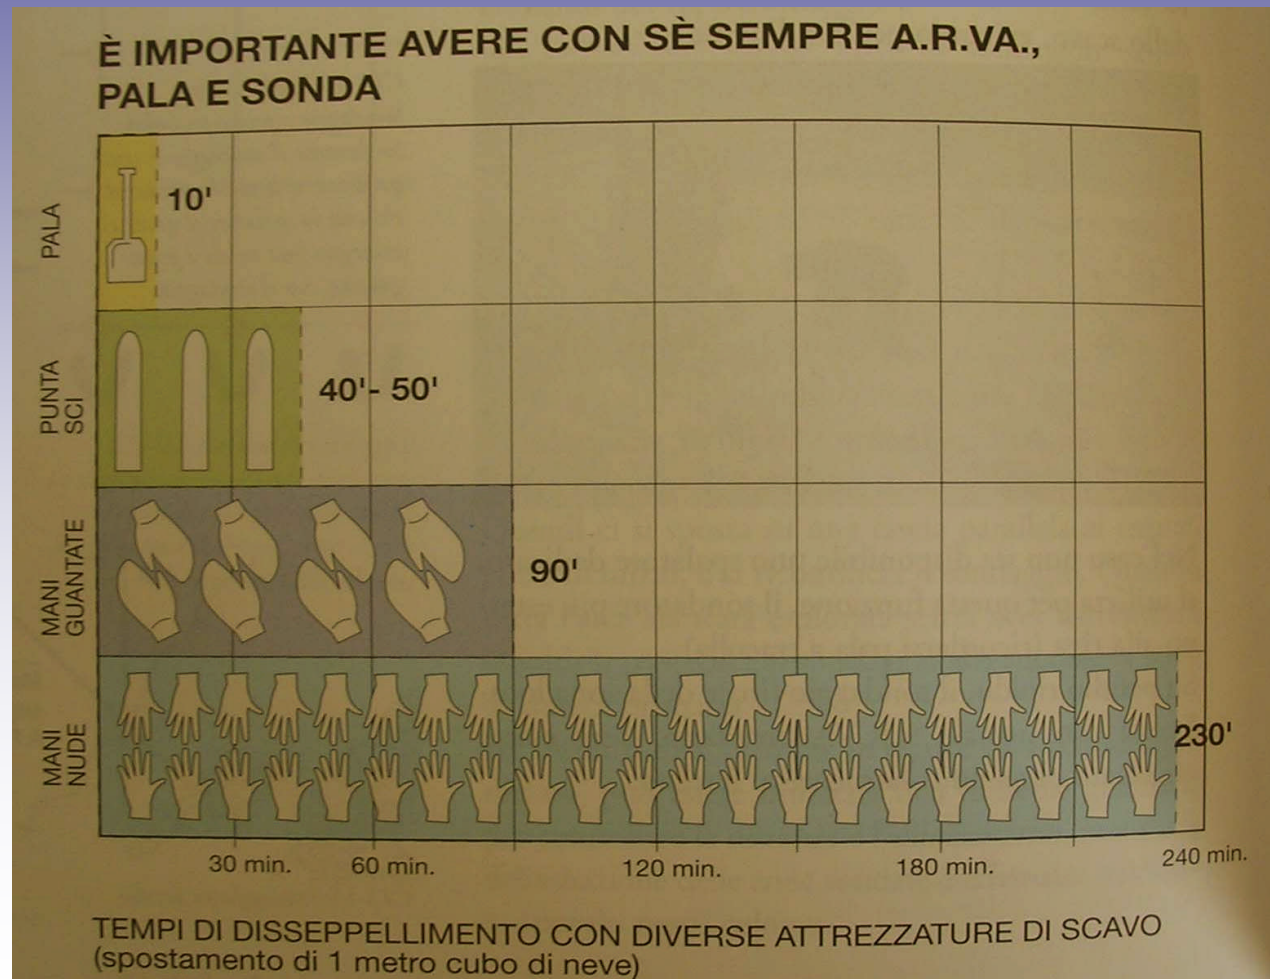 È IMPORTANTE AVERE CON SÈ SEMPRE A.R.VA.,
PALA E SONDA
PALA
10'
PUNTA
SCI
40'- 50'
MANI
GUANTATE
90'
MANI
NUDE
230'
30 min.
60 min.
120 min.
180 min.
240 min.
TEMPI DI DISSEPPELLIMENTO CON DIVERSE ATTREZZATURE DI SCAVO
(spostamento di 1 metro cubo di neve)